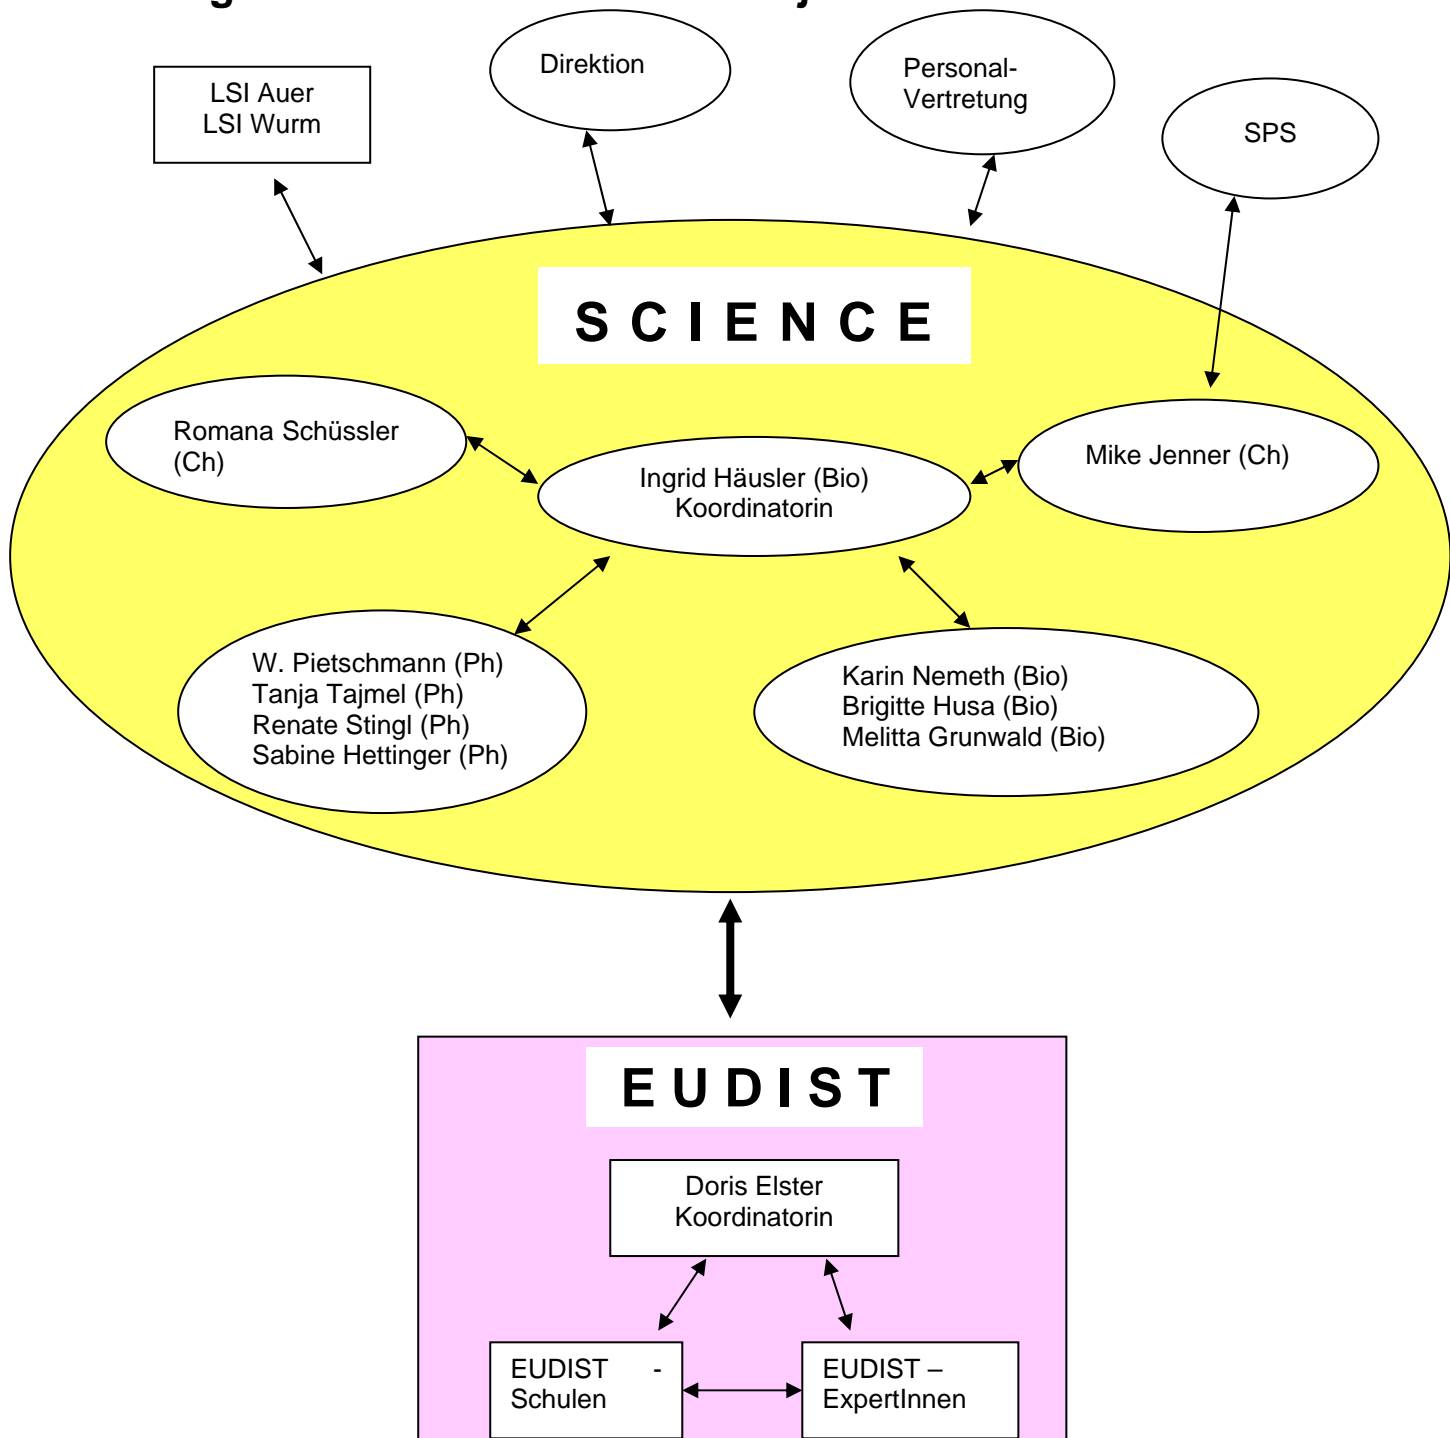 LSI Auer
LSI Wurm
Direktion
Personal-
Vertretung
SPS
S C I E N C E
Romana Schüssler
(Ch)
Ingrid Häusler (Bio)
Koordinatorin
Mike Jenner (Ch)
W. Pietschmann (Ph)
Tanja Tajmel (Ph)
Renate Stingl (Ph)
Sabine Hettinger (Ph)
Karin Nemeth (Bio)
Brigitte Husa (Bio)
Melitta Grunwald (Bio)
E U D I S T
Doris Elster
Koordinatorin
EUDIST -
Schulen
EUDIST –
ExpertInnen